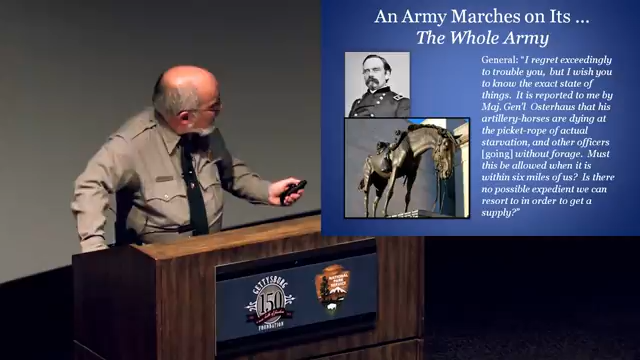 An Army Marches on Its ...
The Whole Army
General: "I regret exceedingly
to trouble you, but I wish you
to know the exact state of
things. It is reported to me by
Maj. Gen'l Osterhaus that his
artillery-horses are dying at
the picket-rope of actual
starvation, and other officers
[going] without forage. Must
this be allowed when it is
within six miles of us? Is there
no possible expedient we can
resort to in order to get a
supply?"
GETTYSBURG
150
FOUNDATION
NATIONAL
PARK
SERVICE